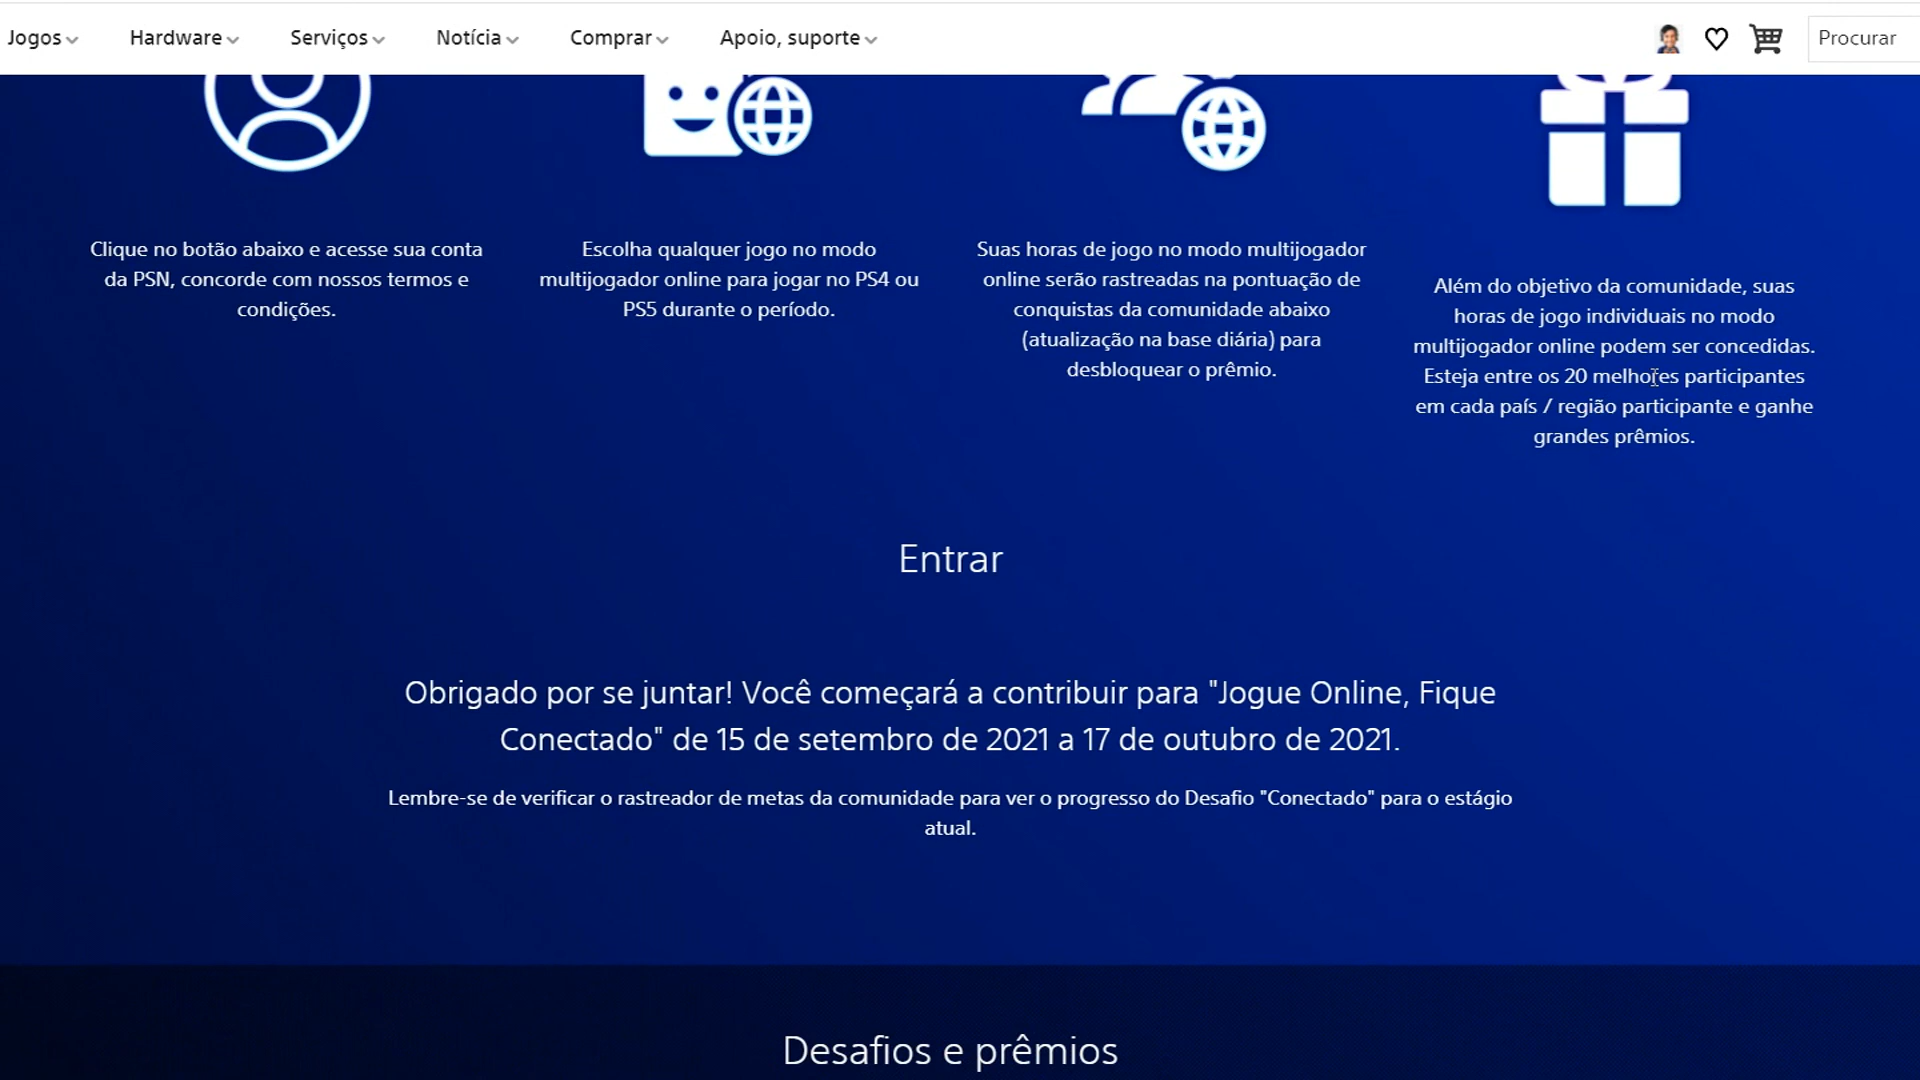 Jogos
Hardware
Serviços
Notícia
Comprar
Apoio, suporte
Procurar
Clique no botão abaixo e acesse sua conta
da PSN, concorde com nossos termos e
condições.
Escolha qualquer jogo no modo
multijogador online para jogar no PS4 ou
PS5 durante o período.
Suas horas de jogo no modo multijogador
online serão rastreadas na pontuação de
conquistas da comunidade abaixo
(atualização na base diária) para
desbloquear o prêmio.
Além do objetivo da comunidade, suas
horas de jogo individuais no modo
multijogador online podem ser concedidas.
Esteja entre os 20 melhores participantes
em cada país / região participante e ganhe
grandes prêmios.
Entrar
Obrigado por se juntar! Você começará a contribuir para "Jogue Online, Fique
Conectado" de 15 de setembro de 2021 a 17 de outubro de 2021.
Lembre-se de verificar o rastreador de metas da comunidade para ver o progresso do Desafio "Conectado" para o estágio
atual.
Desafios e prêmios